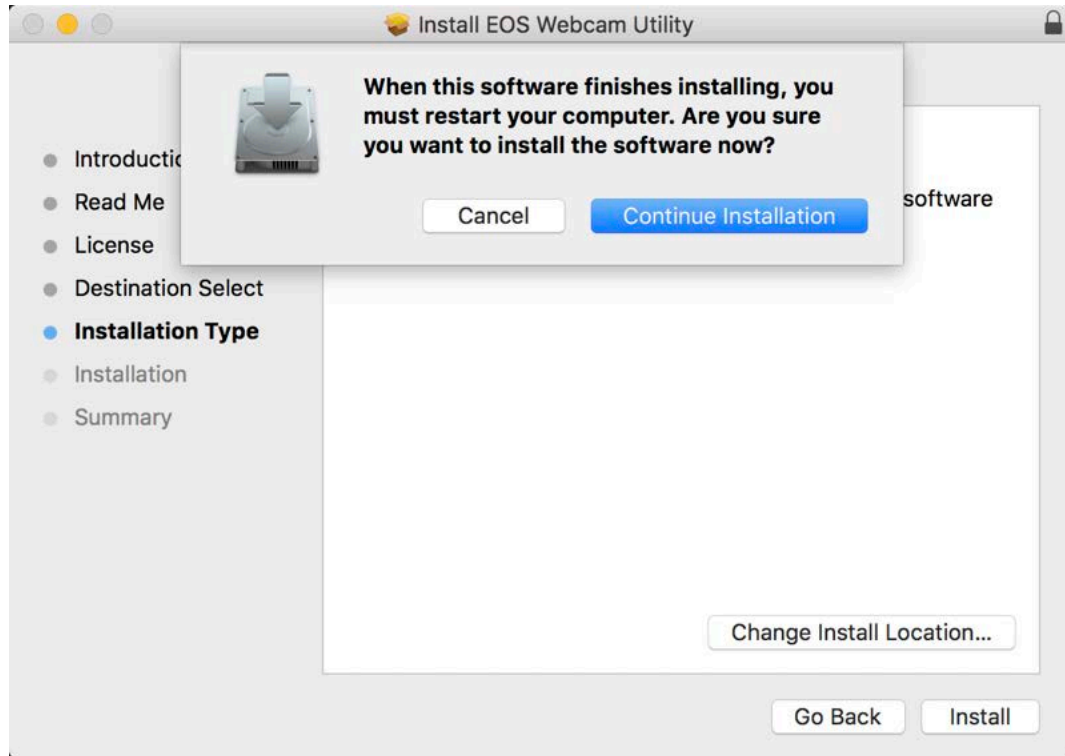 Install EOS Webcam Utility
When this software finishes installing, you
must restart your computer. Are you sure
you want to install the software now?
Cancel
Continue Installation
software
Introductic
Read Me
License
Destination Select
Installation Type
Installation
Summary
Change Install Location...
Go Back
Install